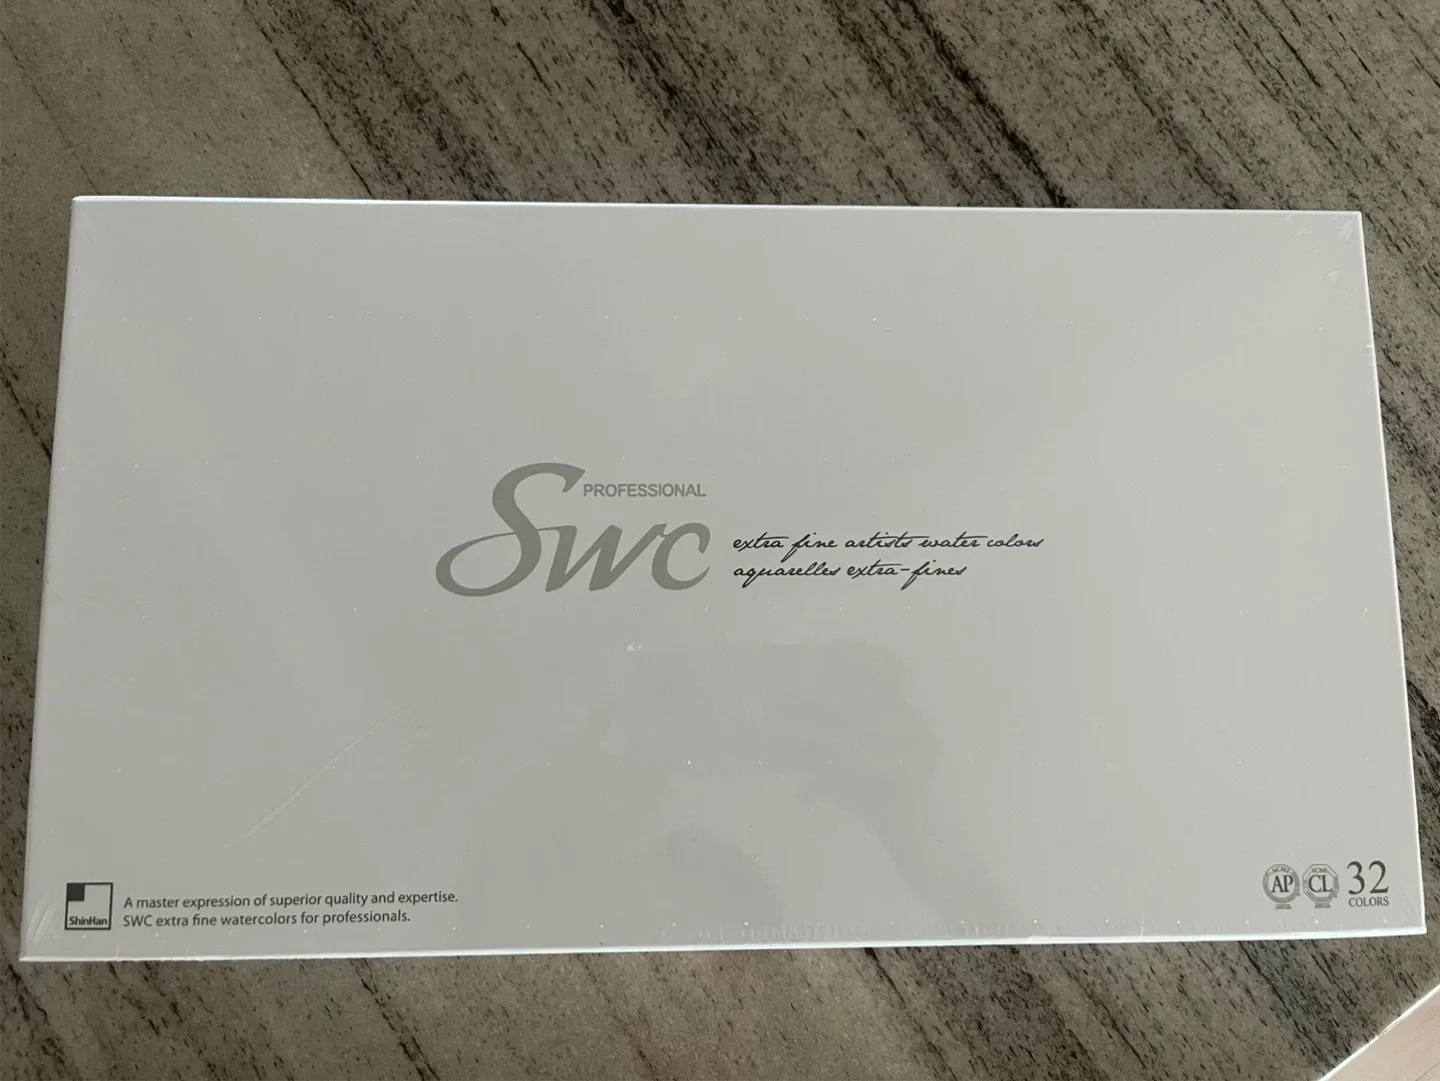 PROFESSIONAL
Swc
extra fine artists water colors
aquarelles extra-fines
ShinHan
A master expression of superior quality and expertise.
SWC extra fine watercolors for professionals.
AP
CL
32
COLORS